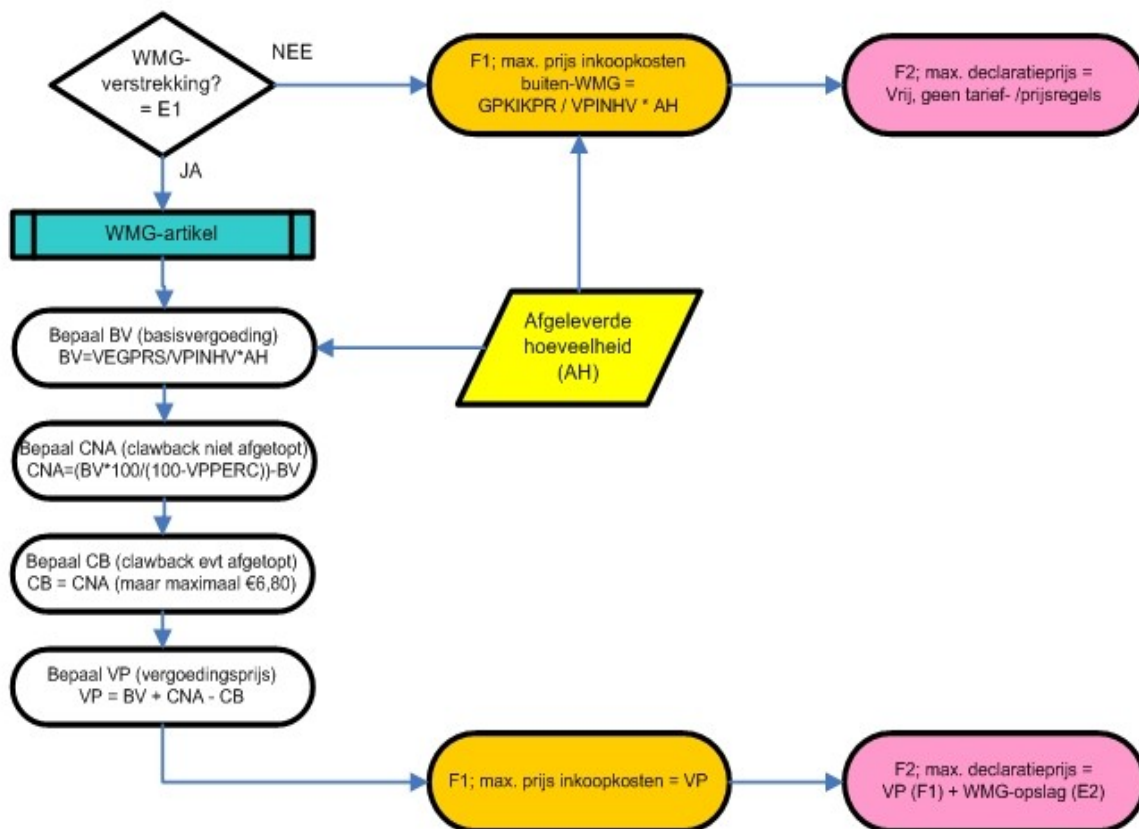 WMG-
verstrekking?
= E1
NEE
JA
F1; max. prijs inkoopkosten
buiten-WMG =
GPKIKPR / VPINHV * AH
F2; max. declaratieprijs =
Vrij, geen tarief- /prijsregels
WMG-artikel
Bepaal BV (basisvergoeding)
BV=VEGPRS/VPINHV*AH
Afgeleverde
hoeveelheid
(AH)
Bepaal CNA (clawback niet afgetopt)
CNA=(BV*100/(100-VPPERC))-BV
Bepaal CB (clawback evt afgetopt)
CB = CNA (maar maximaal €6,80)
Bepaal VP (vergoedingsprijs)
VP = BV + CNA - CB
F1; max. prijs inkoopkosten = VP
F2; max. declaratieprijs =
VP (F1) + WMG-opslag (E2)